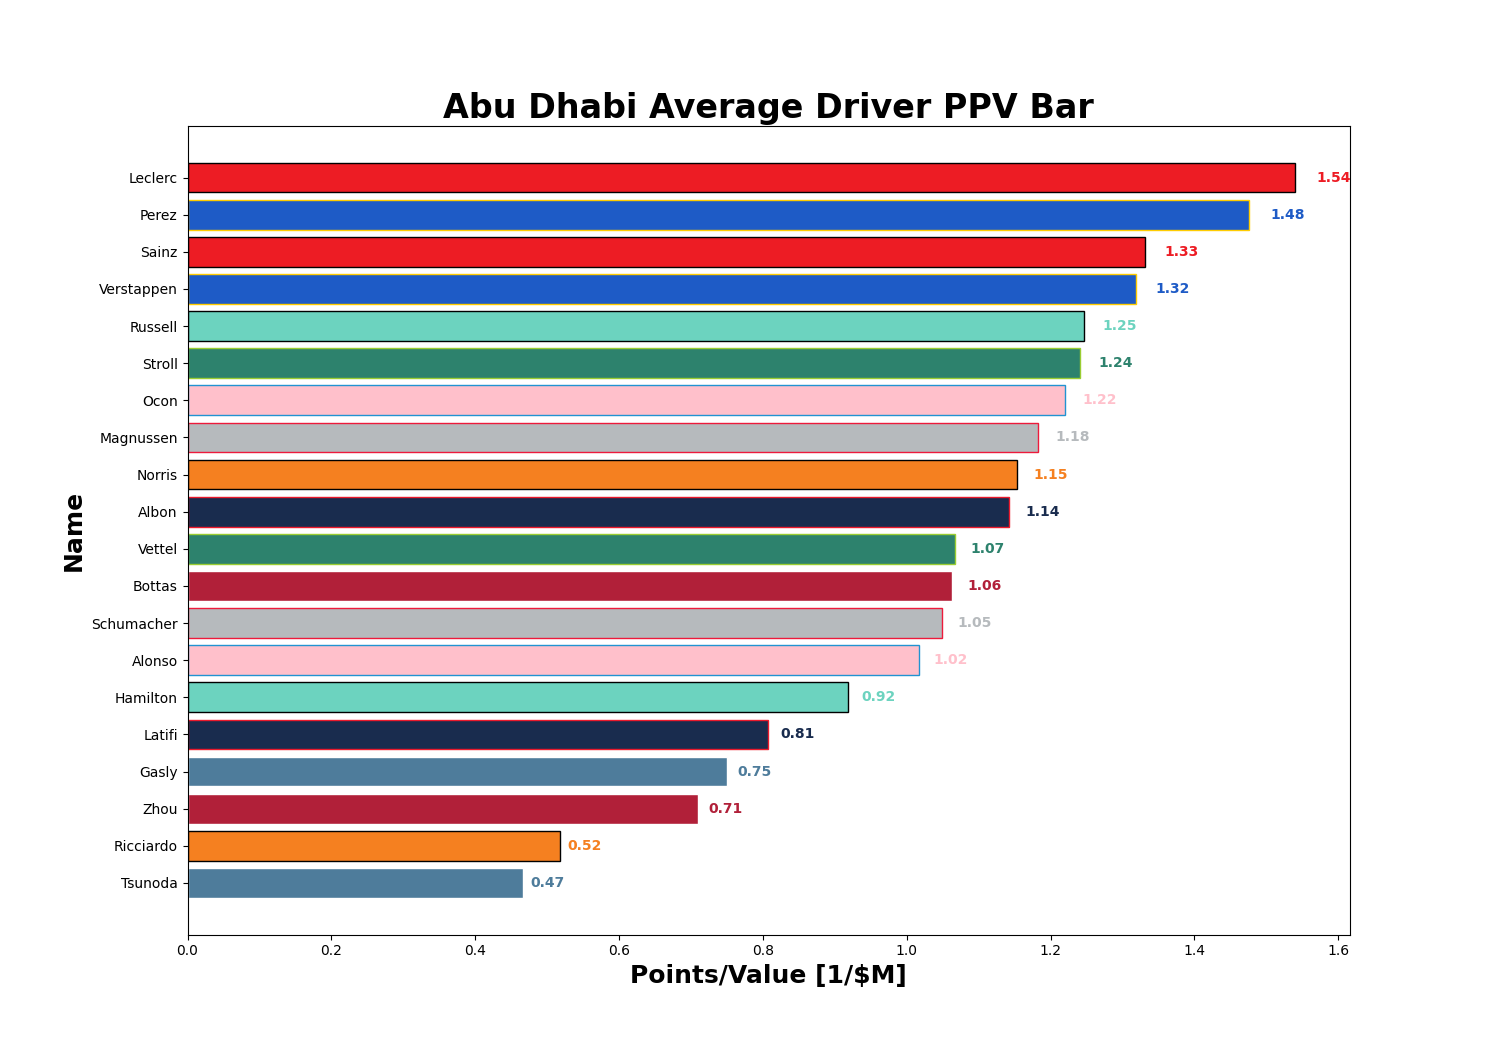 Abu Dhabi Average Driver PPV Bar
Leclerc 1.54
Perez 1.48
Sainz 1.33
Verstappen 1.32
Russell 1.25
Stroll 1.24
Ocon 1.22
Magnussen 1.18
Norris 1.15
Albon 1.14
Vettel 1.07
Bottas 1.06
Schumacher 1.05
Alonso 1.02
Hamilton 0.92
Latifi 0.81
Gasly 0.75
Zhou 0.71
Ricciardo 0.52
Tsunoda 0.47
Name
0.0 0.2 0.4 0.6 0.8 1.0 1.2 1.4 1.6
Points/Value [1/$M]